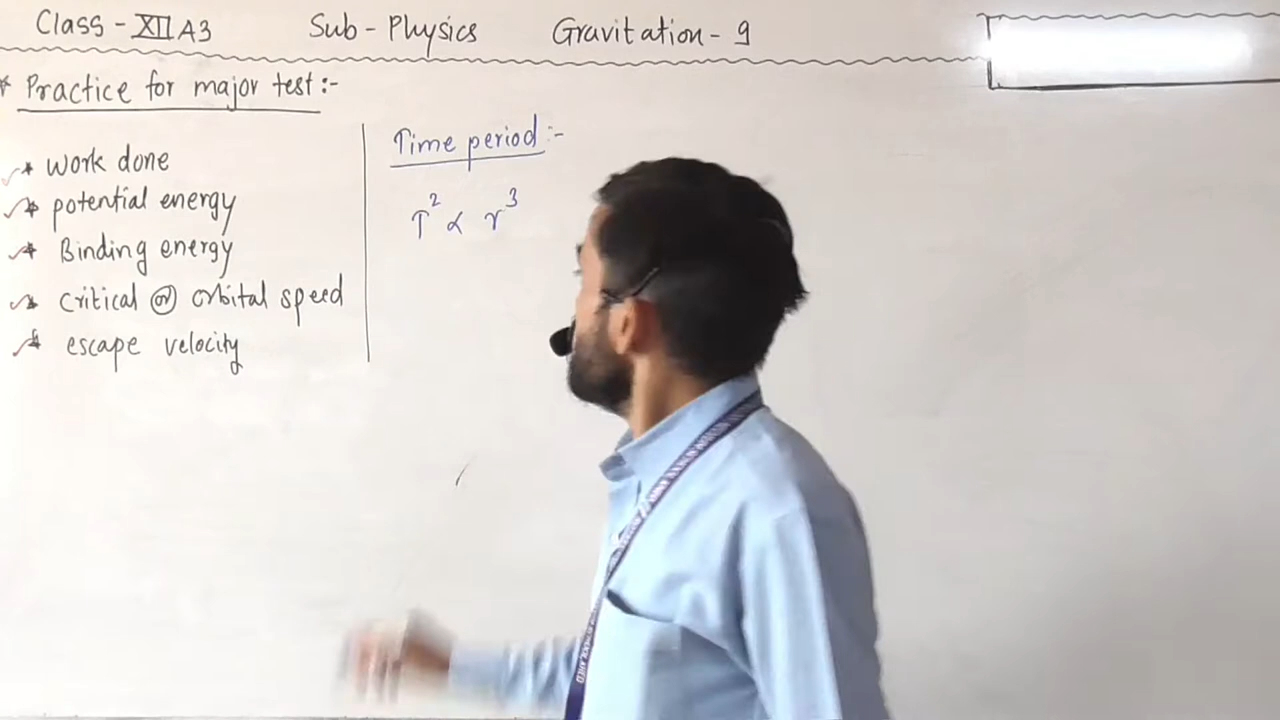 Class - XII A3 Sub - Physics Gravitation - 9
* Practice for major test :-
* work done
* potential energy
* Binding energy
* critical or orbital speed
* escape velocity
Time period :-
T² ∝ r³